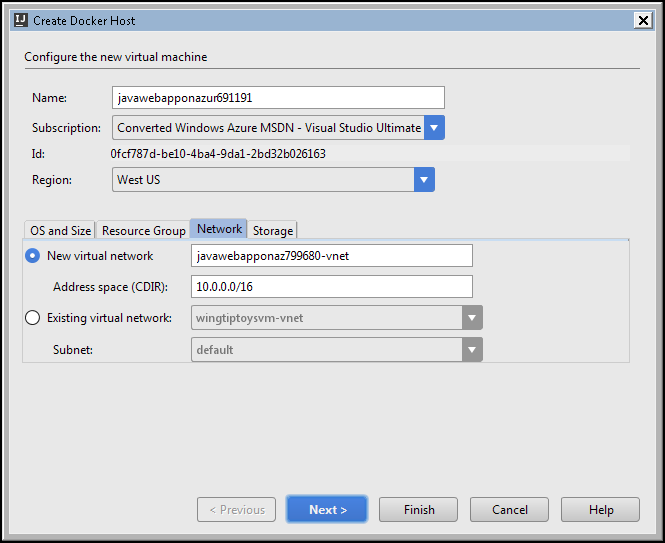 IJ Create Docker Host
Configure the new virtual machine
Name: javawebapponazur691191
Subscription: Converted Windows Azure MSDN - Visual Studio Ultimate
Id: 0fcf787d-be10-4ba4-9da1-2bd32b026163
Region: West US
OS and Size Resource Group Network Storage
New virtual network javawebapponaz799680-vnet
Address space (CDIR): 10.0.0.0/16
Existing virtual network: wingtiptoysvm-vnet
Subnet: default
< Previous Next > Finish Cancel Help